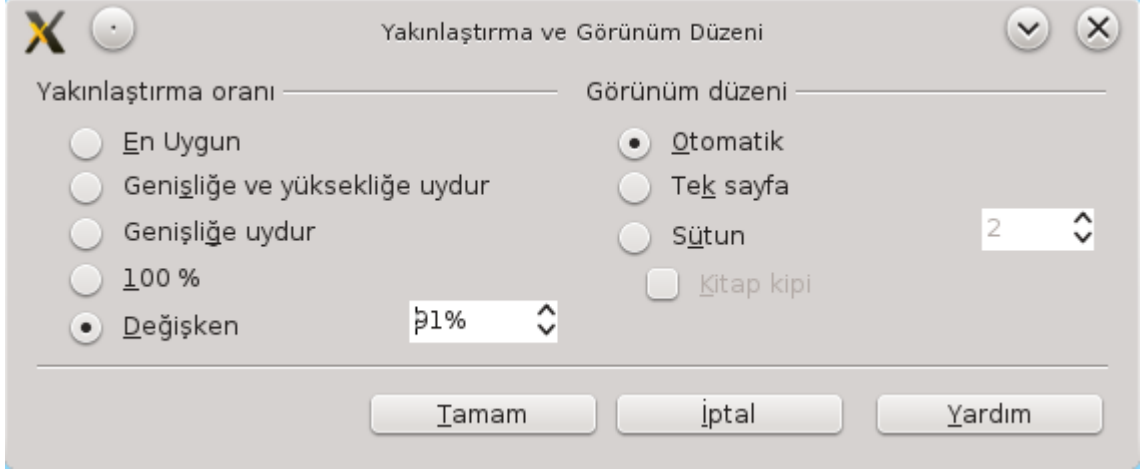 Yakınlaştırma ve Görünüm Düzeni
Yakınlaştırma oranı
En Uygun
Genişliğe ve yüksekliğe uydur
Genişliğe uydur
100 %
Değişken 91%
Görünüm düzeni
Otomatik
Tek sayfa
Sütun 2
Kitap kipi
Tamam İptal Yardım